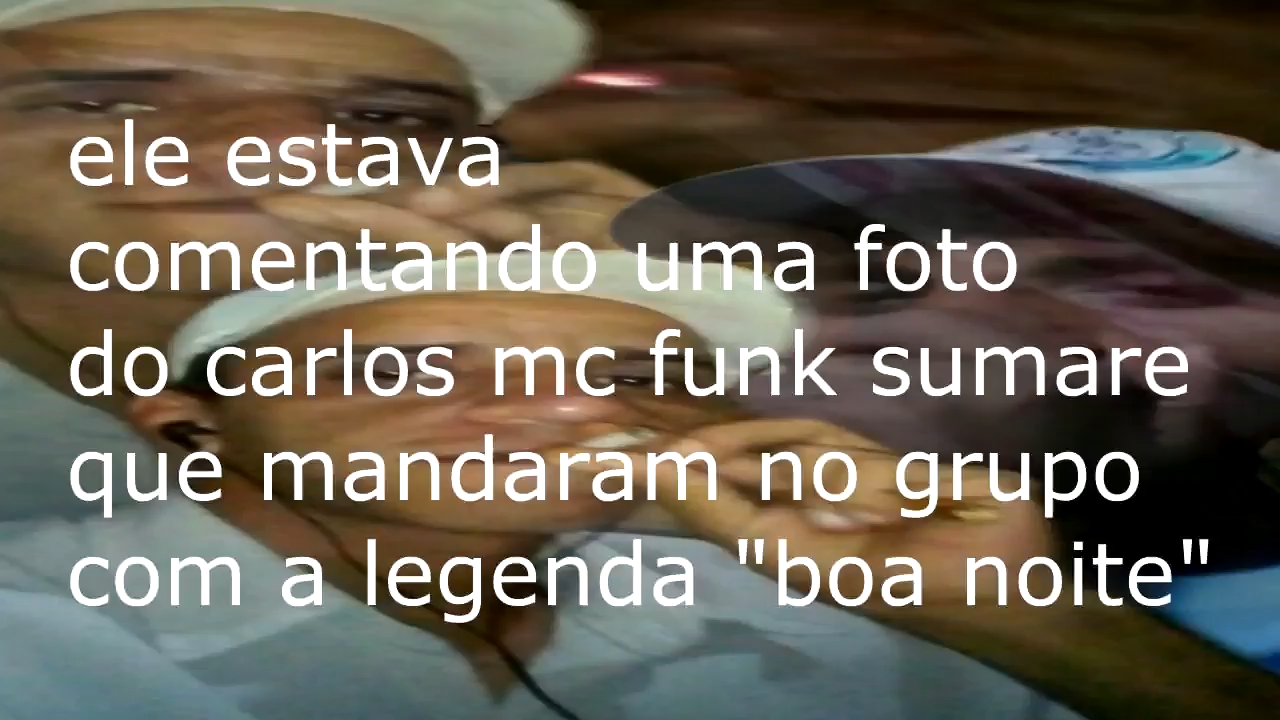 ele estava
comentando uma foto
do carlos mc funk sumare
que mandaram no grupo
com a legenda "boa noite"